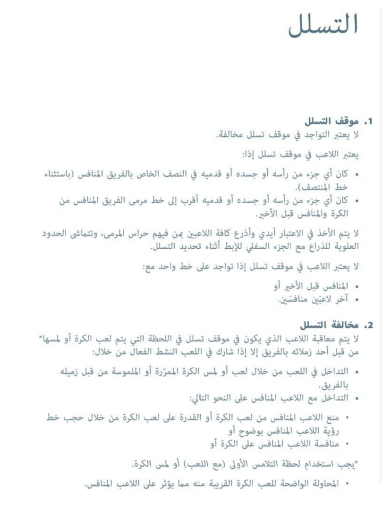 التسلل
1. موقف التسلل
لا يعتبر التواجد في موقف تسلل مخالفة.
يعتبر اللاعب في موقف تسلل إذا:
• كان أي جزء من رأسه أو جسده أو قدميه في النصف الخاص بالفريق المنافس (باستثناء
خط المنتصف).
• كان أي جزء من رأسه أو جسده أو قدميه أقرب إلى خط مرمى الفريق المنافس من
الكرة والمنافس قبل الأخير.
لا يتم الأخذ في الاعتبار أيدي وأذرع كافة اللاعبين بمن فيهم حراس المرمى، وتتماشى الحدود
العلوية للذراع مع الجزء السفلي للإبط أثناء تحديد التسلل.
لا يعتبر اللاعب في موقف تسلل إذا تواجد على خط واحد مع:
• المنافس قبل الأخير أو
• آخر لاعبَين منافسَين.
2. مخالفة التسلل
لا يتم معاقبة اللاعب الذي يكون في موقف تسلل في اللحظة التي يتم لعب الكرة أو لمسها*
من قبل أحد زملائه بالفريق إلا إذا شارك في اللعب النشط الفعال من خلال:
• التداخل في اللعب من خلال لعب أو لمس الكرة الممرّرة أو الملموسة من قبل زميله
بالفريق.
• التداخل مع اللاعب المنافس على النحو التالي:
• منع اللاعب المنافس من لعب الكرة أو القدرة على لعب الكرة من خلال حجب خط
رؤية اللاعب المنافس بوضوح أو
• منافسة اللاعب المنافس على الكرة أو
*يجب استخدام لحظة التلامس الأولى (مع اللعب) أو لمس الكرة.
• المحاولة الواضحة للعب الكرة القريبة منه مما يؤثر على اللاعب المنافس.